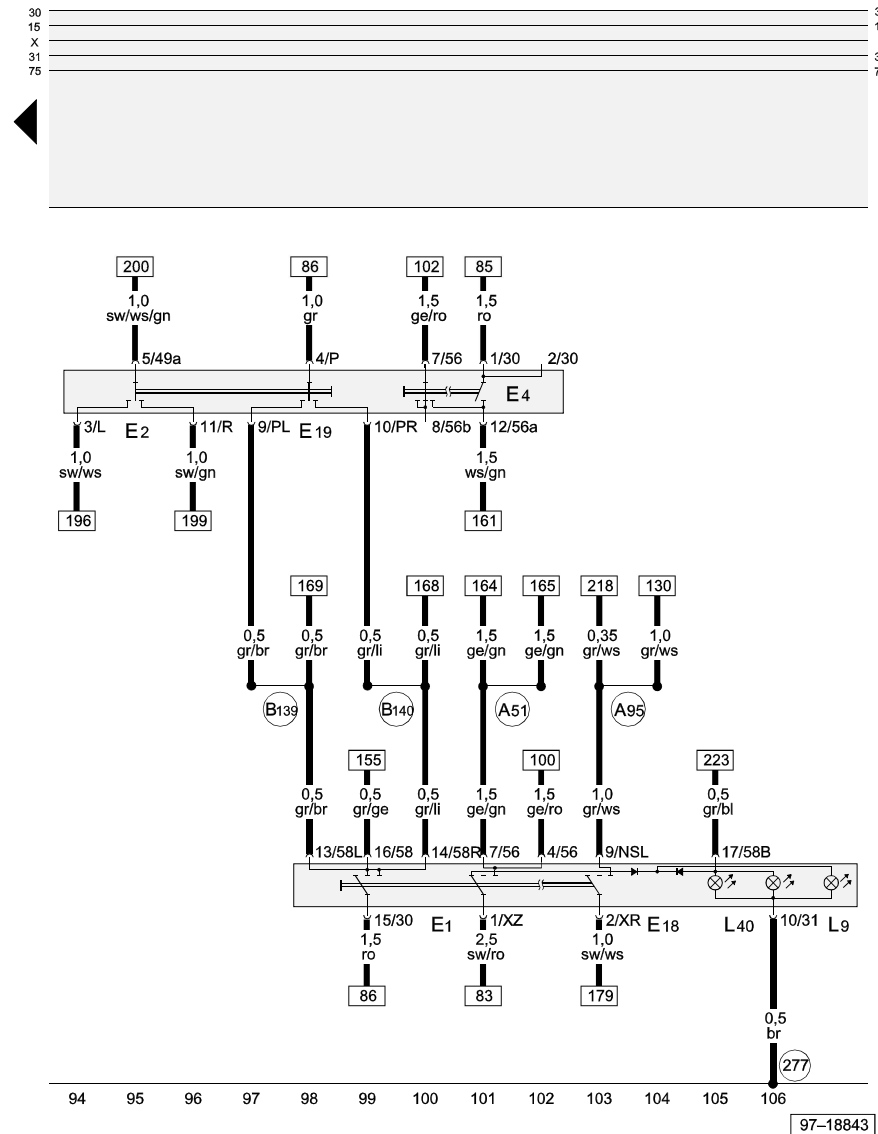 30 3
15 1
X
31 3
75 7
200 86 102 85
1,0 1,0 1,5 1,5
sw/ws/gn gr ge/ro ro
5/49a 4/P 7/56 1/30 2/30
E4
3/L E2 11/R 9/PL E19 10/PR 8/56b 12/56a
1,0 1,0 1,5
sw/ws sw/gn ws/gn
196 199 161
169 168 164 165 218 130
0,5 0,5 0,5 0,5 1,5 1,5 0,35 1,0
gr/br gr/br gr/li gr/li ge/gn ge/gn gr/ws gr/ws
B139 B140 A51 A95
155 100 223
0,5 0,5 0,5 1,5 1,5 1,0 0,5
gr/br gr/ge gr/li ge/gn ge/ro gr/ws gr/bl
13/58L 16/58 14/58R 7/56 4/56 9/NSL 17/58B
15/30 E1 1/XZ 2/XR E18 L40 10/31 L9
1,5 2,5 1,0
ro sw/ro sw/ws
86 83 179
0,5
br
277
94 95 96 97 98 99 100 101 102 103 104 105 106
97–18843